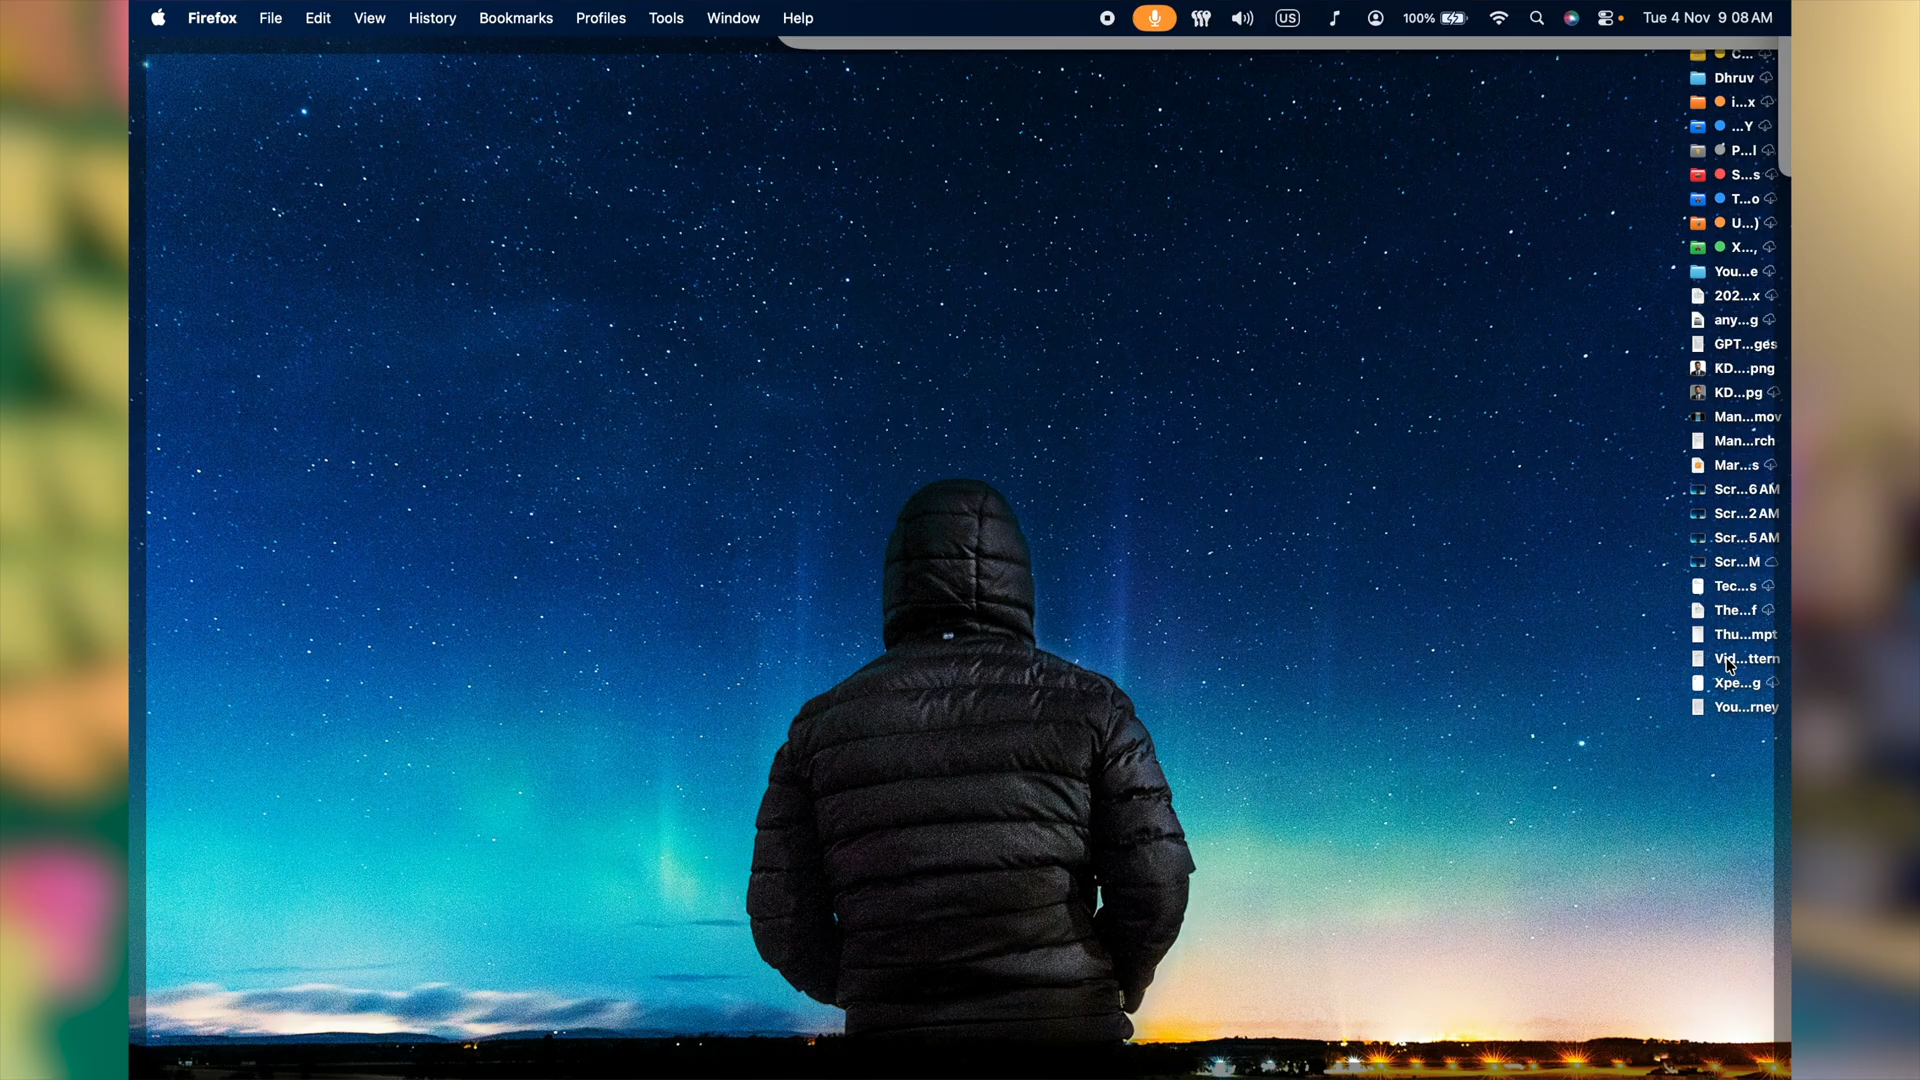 Firefox File Edit View History Bookmarks Profiles Tools Window Help US 100% Tue 4 Nov 9 08 AM
C...
Dhruv
i...x
...Y
P...l
S...s
T...o
U...)
X...,
You...e
202...x
any...g
GPT...ges
KD....png
KD...pg
Man...mov
Man...rch
Mar...s
Scr...6 AM
Scr...2 AM
Scr...5 AM
Scr...M
Tec...s
The...f
Thu...mpt
Vid...ttern
Xpe...g
You...rney